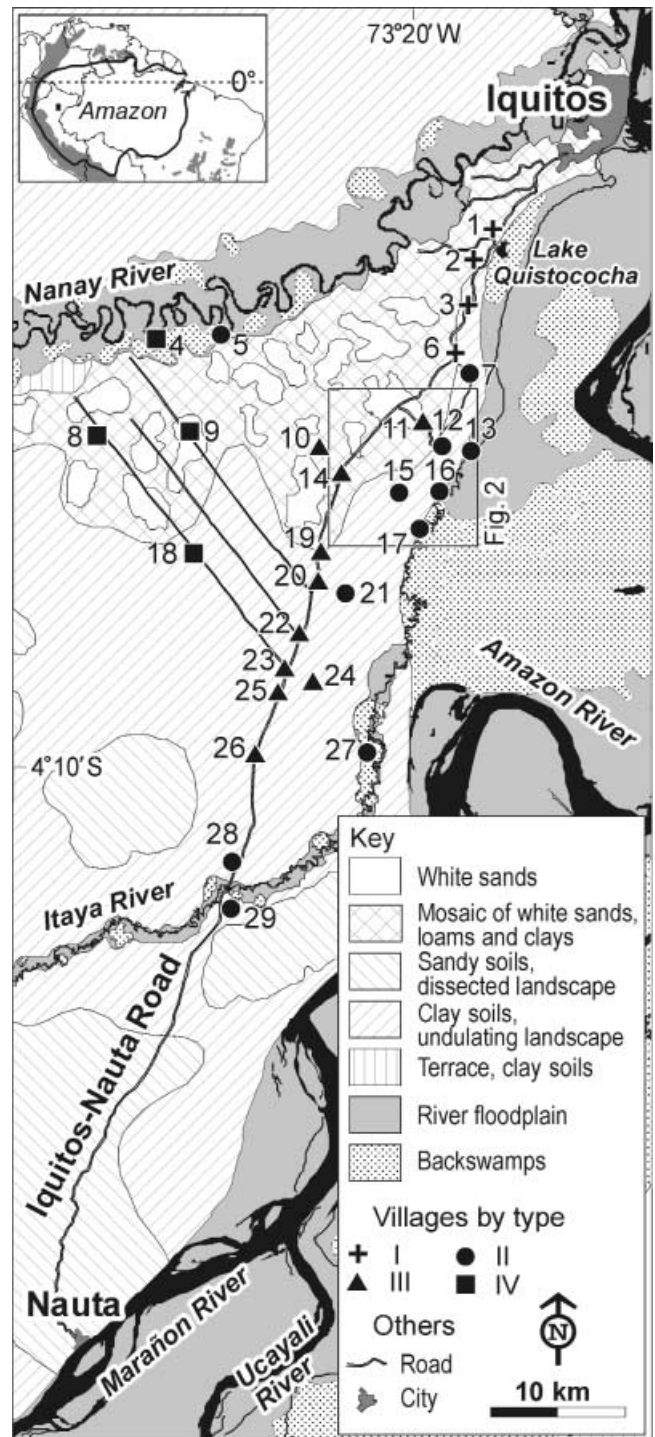 73°20′ W
0°
Amazon
Iquitos
1
2
Lake
Quistococha
Nanay River
3
4
5
6
7
8
9
10
11
12
13
14
15
16
Fig. 2
17
18
19
20
21
22
23
24
25
Amazon River
26
27
4°10′S
28
Itaya River
29
Iquitos-Nauta Road
Nauta
Marañon River
Ucayali
River
Key
White sands
Mosaic of white sands,
loams and clays
Sandy soils,
dissected landscape
Clay soils,
undulating landscape
Terrace, clay soils
River floodplain
Backswamps
Villages by type
I II
III IV
Others
Road
City
N
10 km